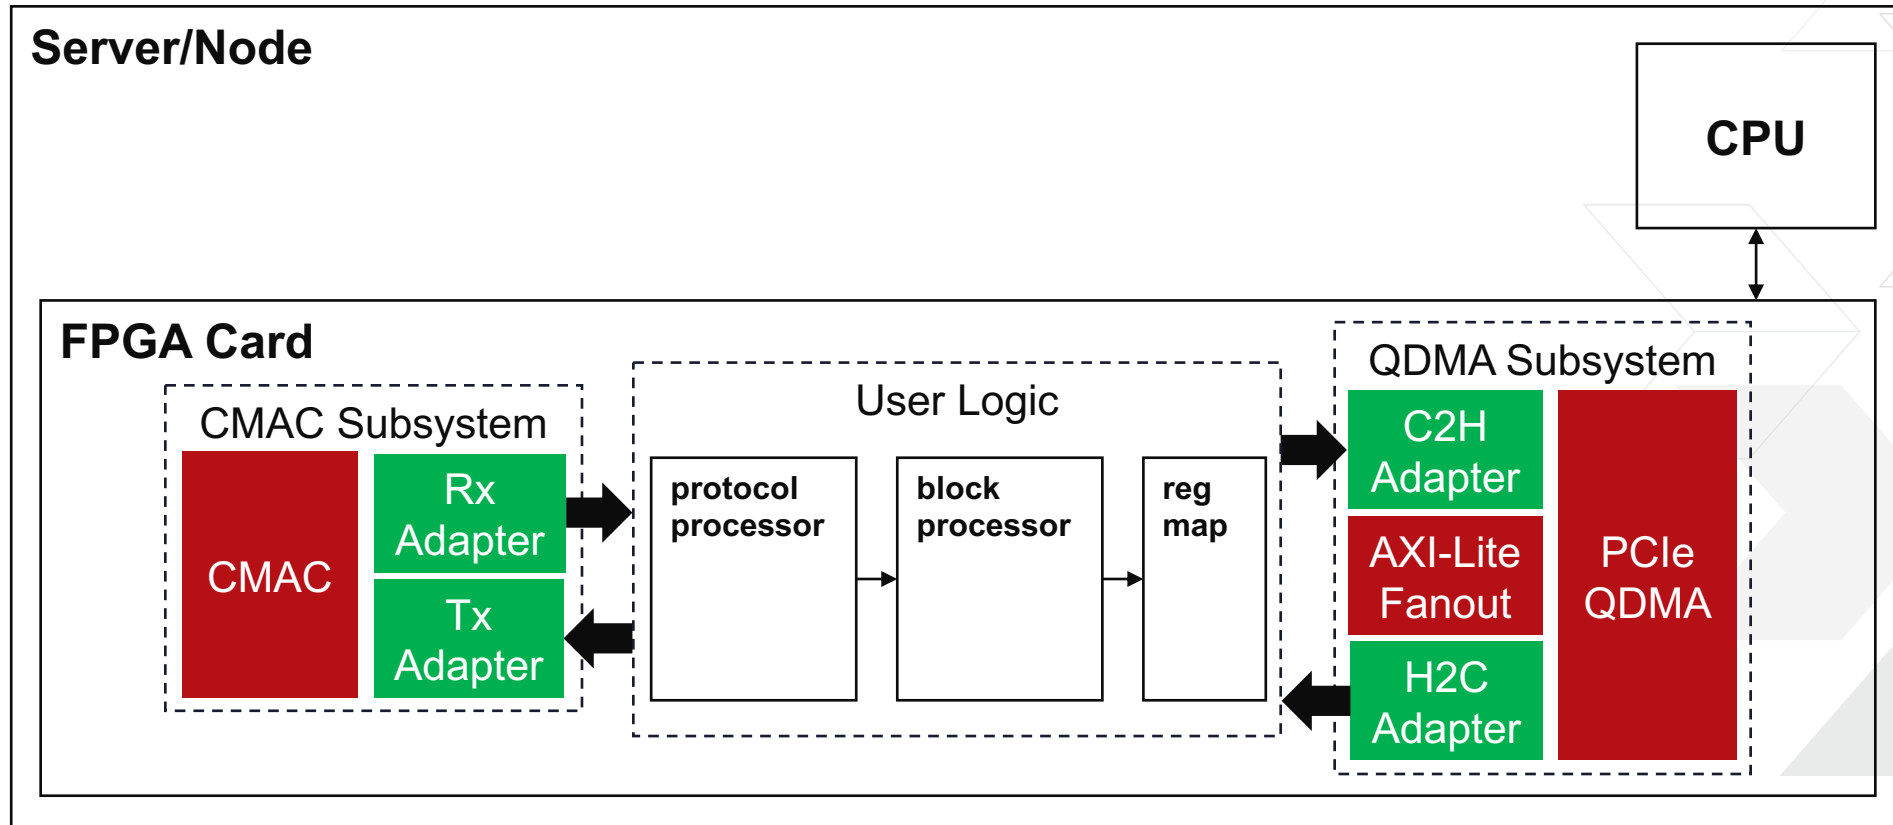 Server/Node
CPU
FPGA Card
CMAC Subsystem
CMAC
Rx
Adapter
Tx
Adapter
User Logic
protocol
processor
block
processor
reg
map
QDMA Subsystem
C2H
Adapter
AXI-Lite
Fanout
H2C
Adapter
PCIe
QDMA